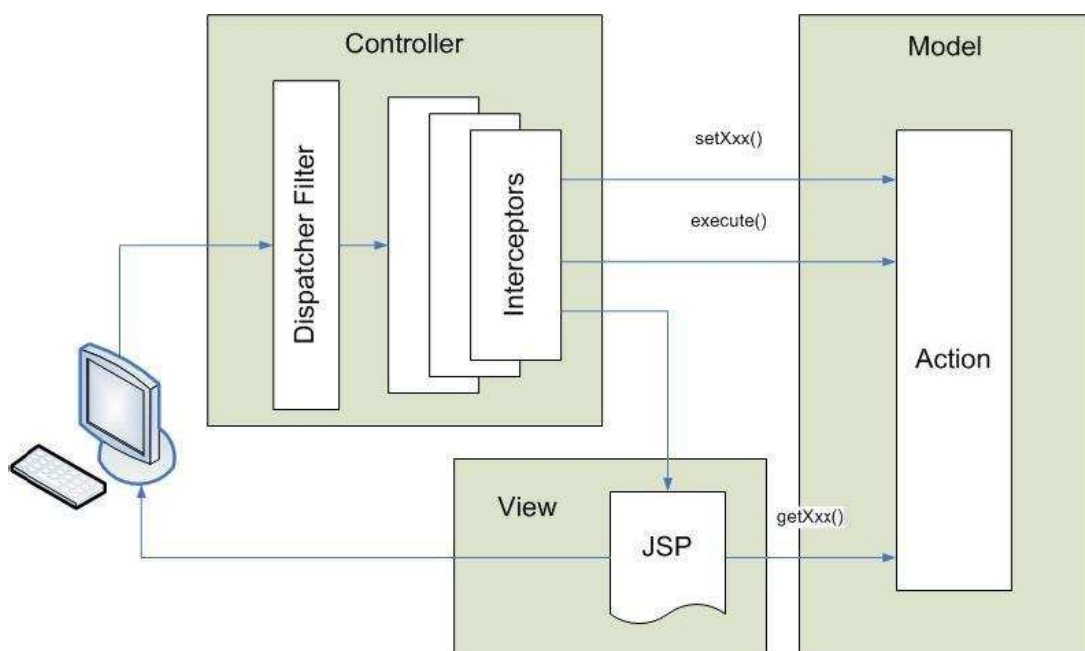 Controller
Model
Dispatcher Filter
Interceptors
setXxx()
execute()
Action
View
JSP
getXxx()